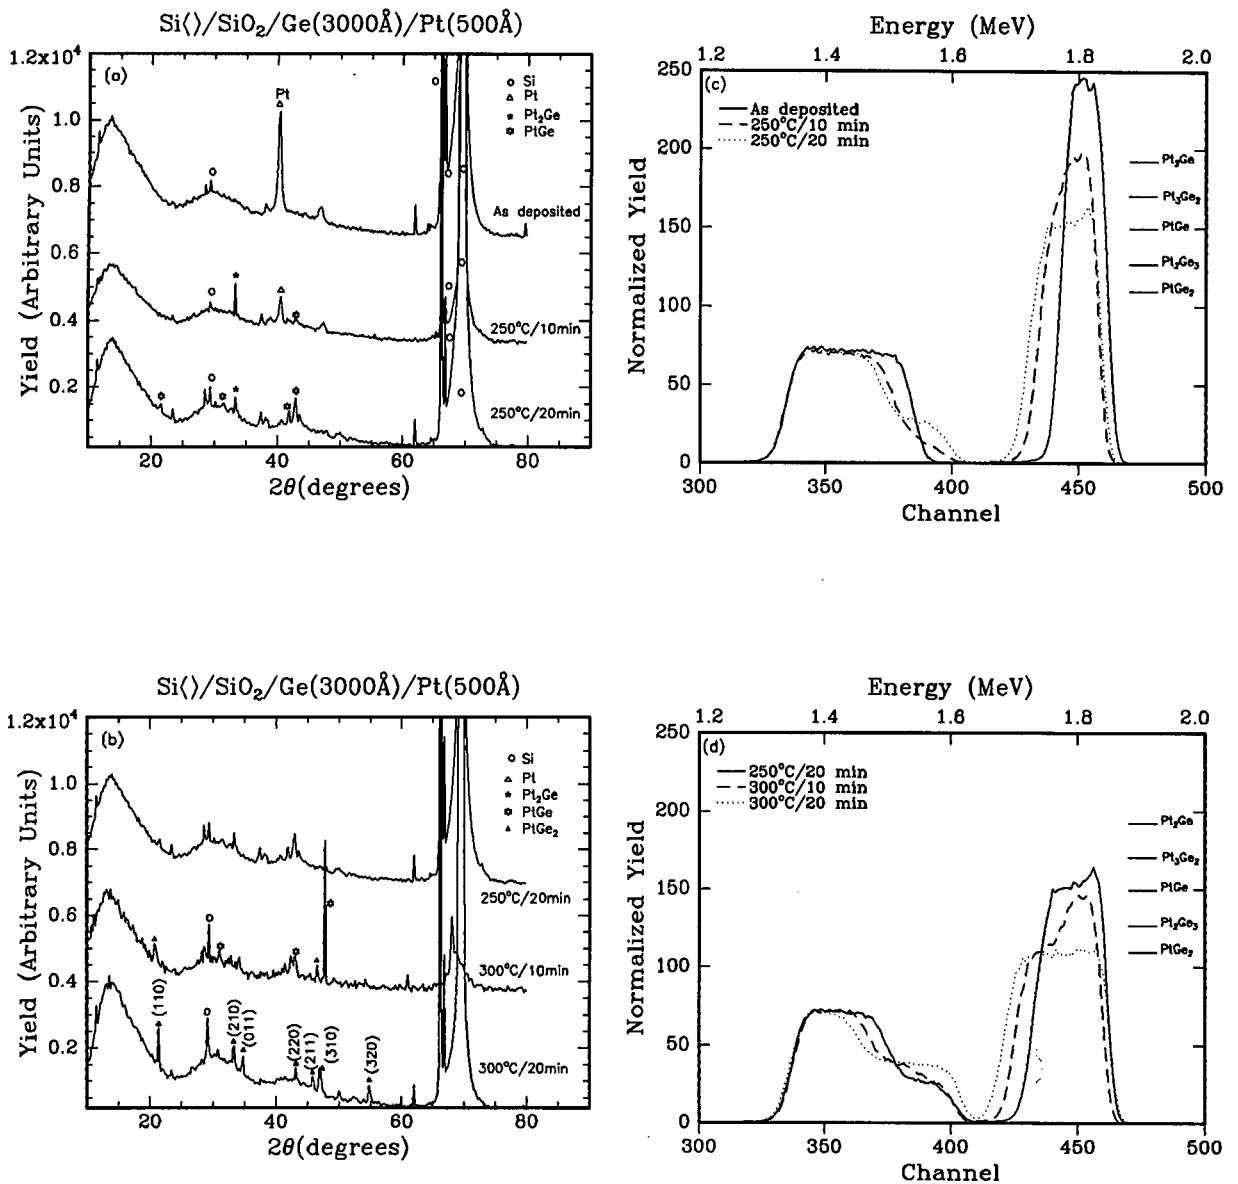 Si⟨⟩/SiO₂/Ge(3000Å)/Pt(500Å)
1.2x10⁴
(a)
Pt
Si
Pt
Pt₂Ge
PtGe
1.0
0.8
0.6
0.4
0.2
As deposited
250°C/10min
250°C/20min
20 40 60 80
2θ(degrees)
Yield (Arbitrary Units)
Energy (MeV)
1.2 1.4 1.6 1.8 2.0
(c)
As deposited
250°C/10 min
250°C/20 min
250
200
150
100
50
0
Pt₂Ge
Pt₃Ge₂
PtGe
Pt₂Ge₃
PtGe₂
300 350 400 450 500
Channel
Normalized Yield
Si⟨⟩/SiO₂/Ge(3000Å)/Pt(500Å)
1.2x10⁴
(b)
Si
Pt
Pt₂Ge
PtGe
PtGe₂
1.0
0.8
0.6
0.4
0.2
250°C/20min
300°C/10min
300°C/20min
(110)
(210)
(011)
(220)
(211)
(310)
(320)
20 40 60 80
2θ(degrees)
Yield (Arbitrary Units)
Energy (MeV)
1.2 1.4 1.6 1.8 2.0
(d)
250°C/20 min
300°C/10 min
300°C/20 min
250
200
150
100
50
0
Pt₂Ge
Pt₃Ge₂
PtGe
Pt₂Ge₃
PtGe₂
300 350 400 450 500
Channel
Normalized Yield